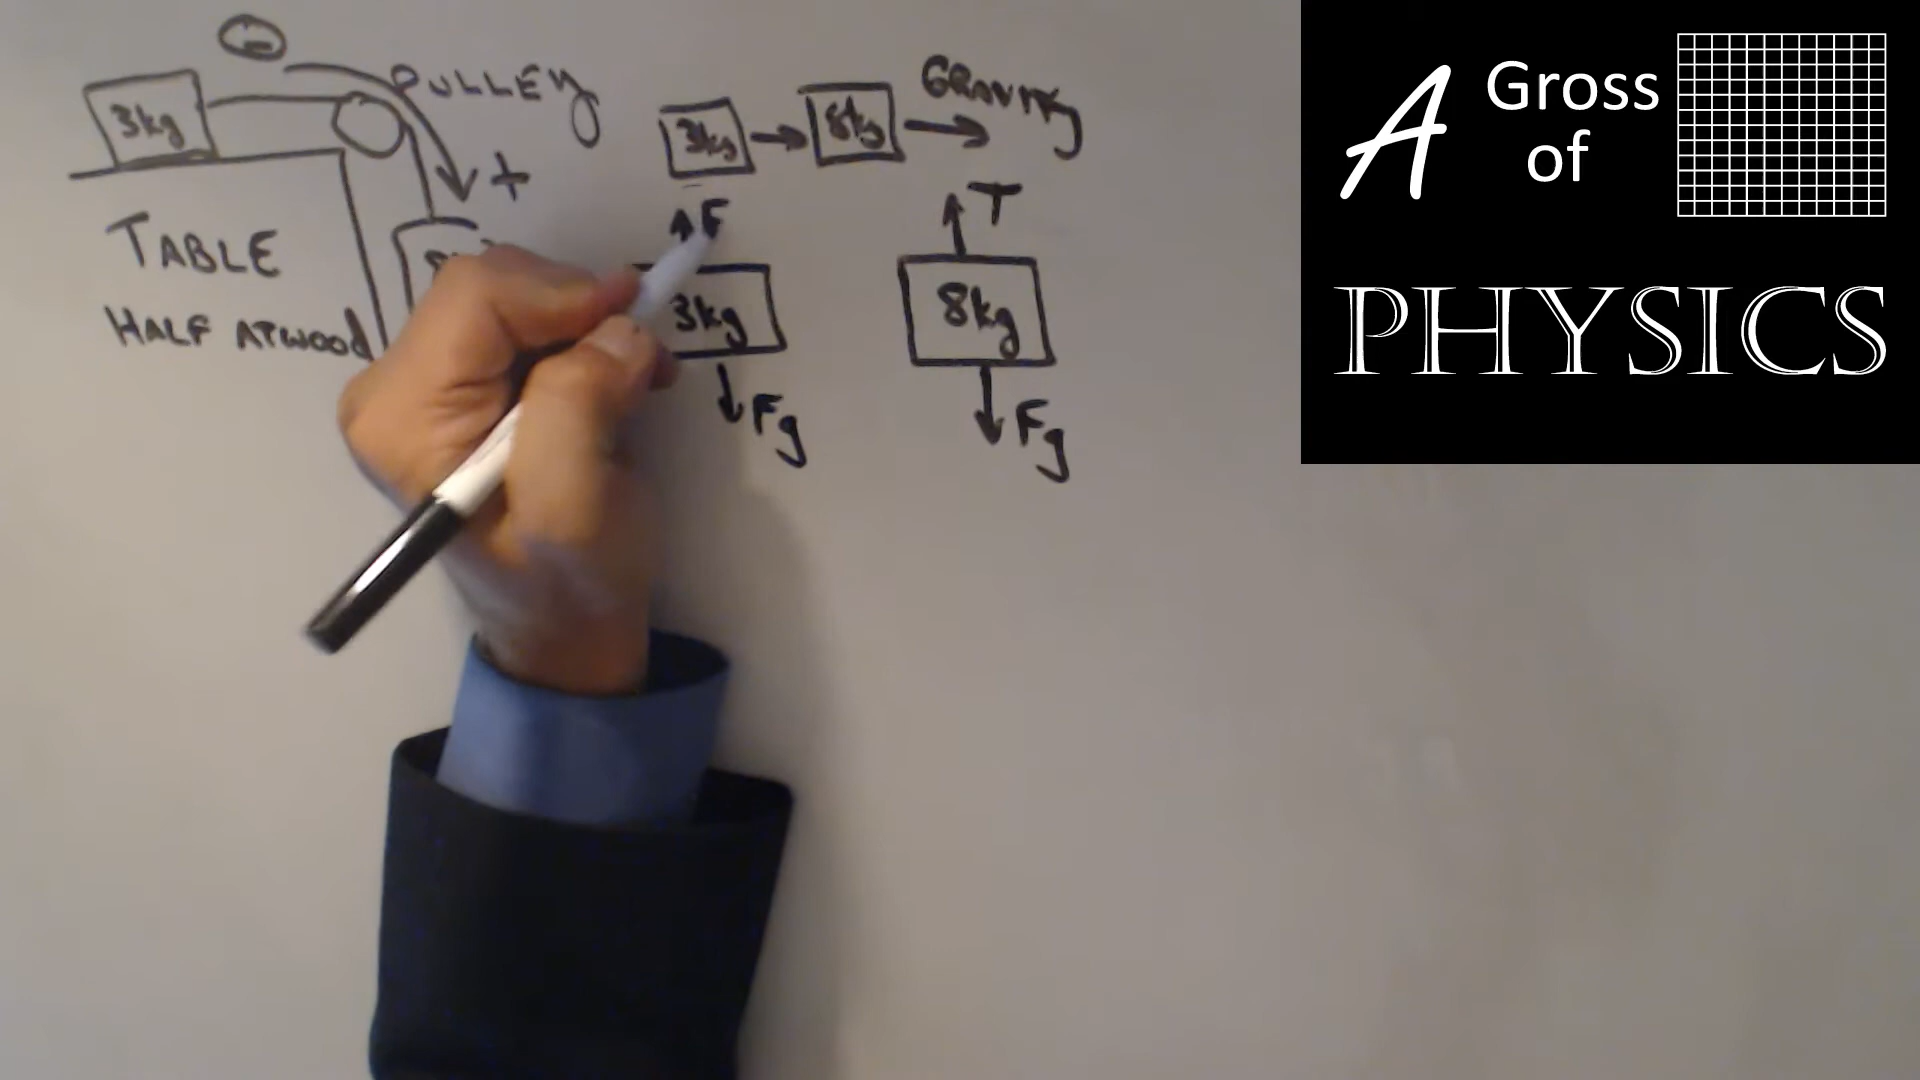 ⊖
PULLEY
3kg
+
TABLE
HALF ATWOOD
3kg
8kg
GRAVITY
F
T
3kg
8kg
Fg
Fg
A Gross
of
PHYSICS